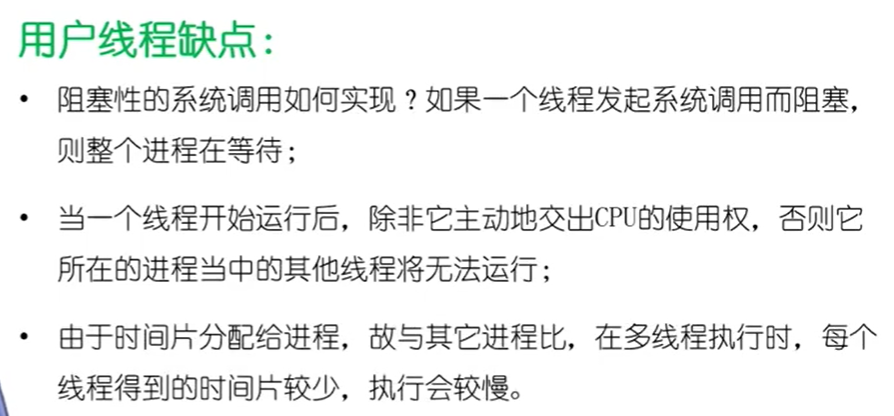 用户线程缺点：
• 阻塞性的系统调用如何实现？如果一个线程发起系统调用而阻塞，
则整个进程在等待；
• 当一个线程开始运行后，除非它主动地交出CPU的使用权，否则它
所在的进程当中的其他线程将无法运行；
• 由于时间片分配给进程，故与其它进程比，在多线程执行时，每个
线程得到的时间片较少，执行会较慢。